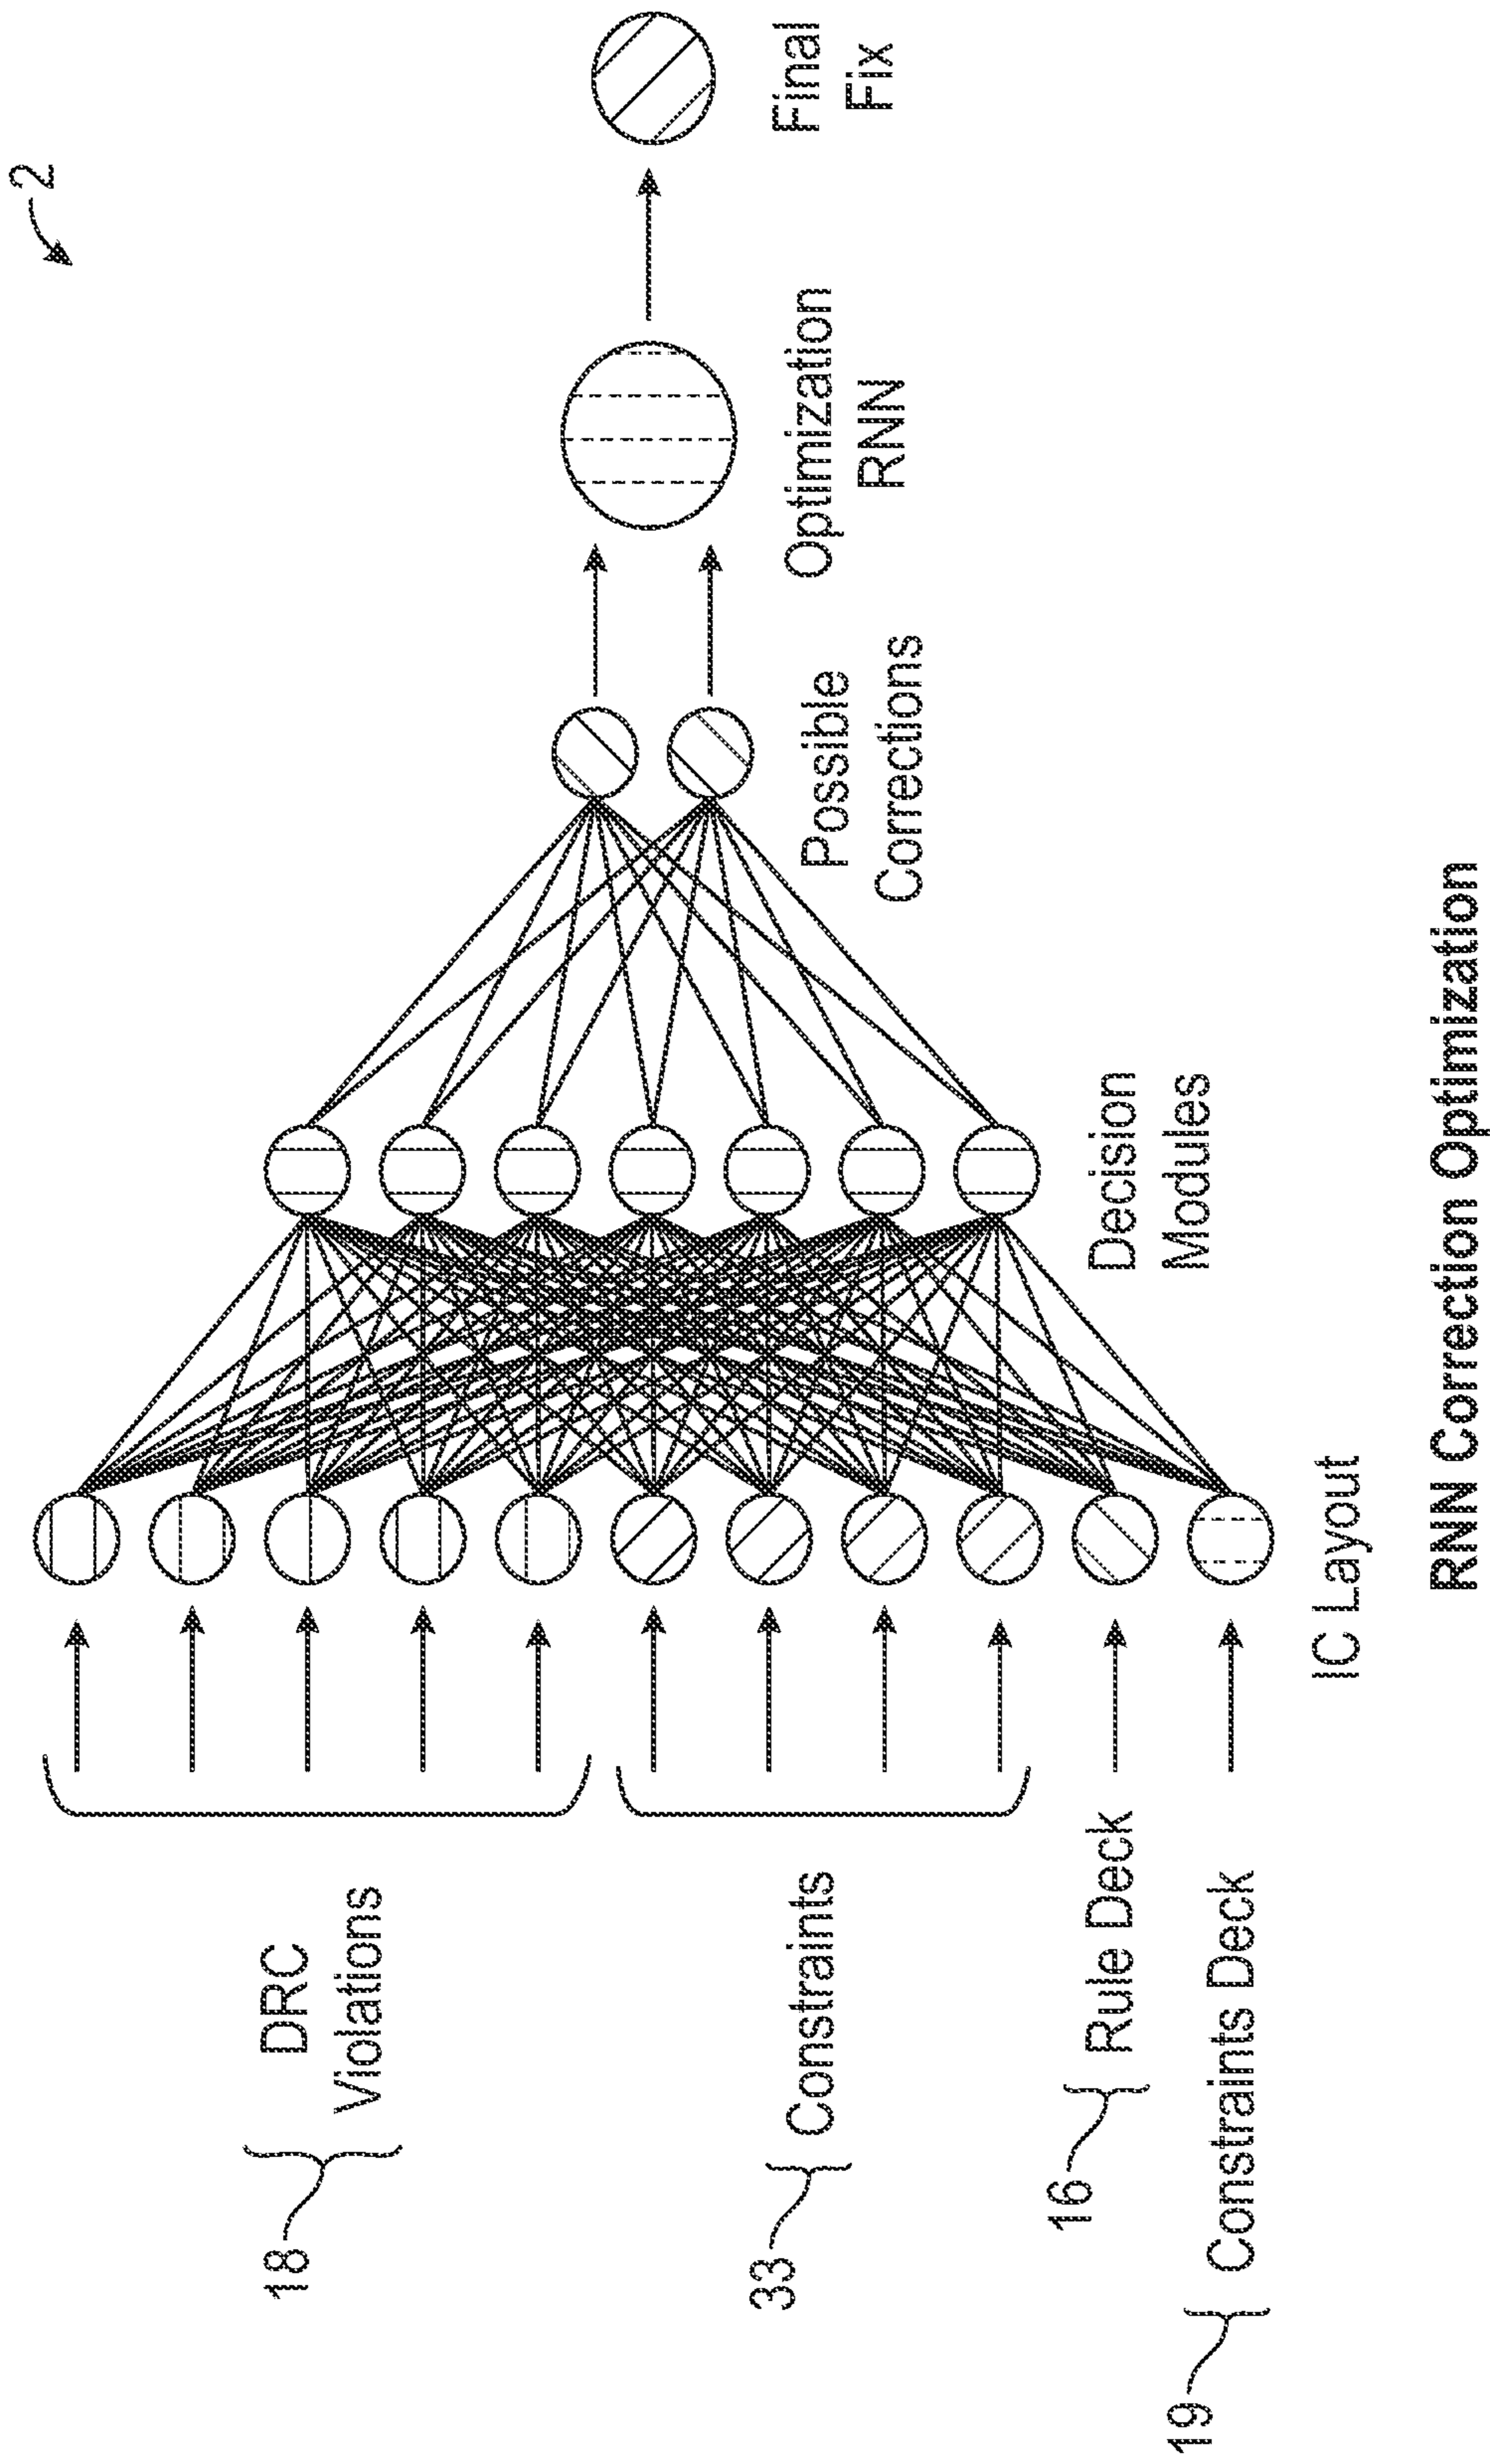 2
18
DRC
Violations
33
Constraints
16
Rule Deck
19
Constraints Deck
IC Layout
Decision
Modules
Possible
Corrections
Optimization
RNN
Final
Fix
RNN Correction Optimization